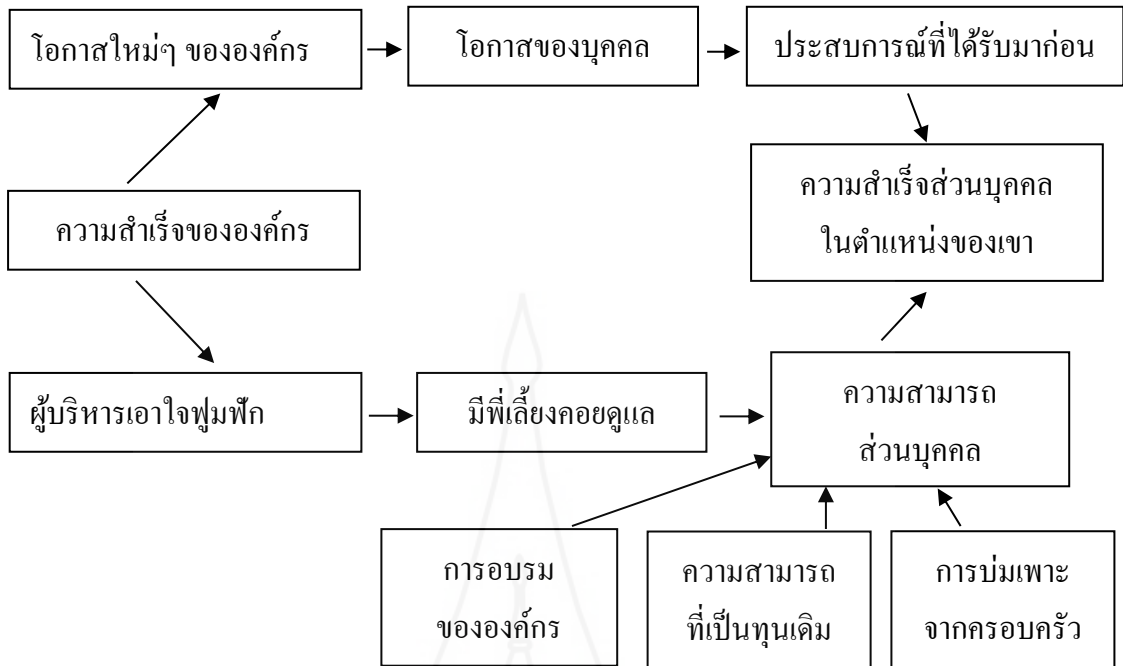 โอกาสใหม่ๆ ขององค์กร
โอกาสของบุคคล
ประสบการณ์ที่ได้รับมาก่อน
ความสำเร็จขององค์กร
ความสำเร็จส่วนบุคคล
ในตำแหน่งของเขา
ผู้บริหารเอาใจฟูมฟัก
มีพี่เลี้ยงคอยดูแล
ความสามารถ
ส่วนบุคคล
การอบรม
ขององค์กร
ความสามารถ
ที่เป็นทุนเดิม
การบ่มเพาะ
จากครอบครัว